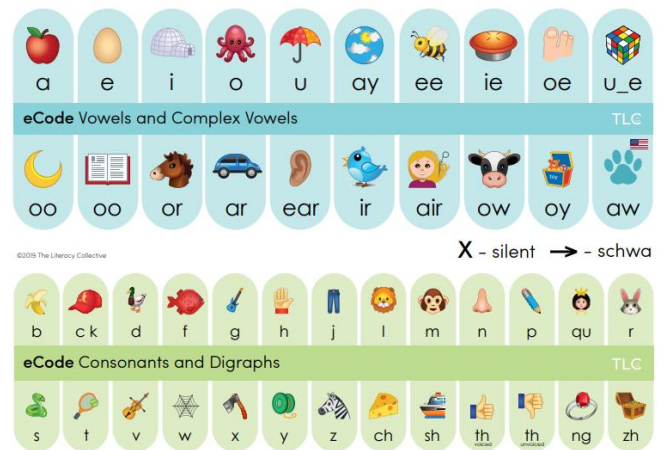 a e i o u ay ee ie oe u_e
eCode Vowels and Complex Vowels TLC
oo oo or ar ear ir air ow oy aw
©2019 The Literacy Collective X - silent → - schwa
b c k d f g h j l m n p qu r
eCode Consonants and Digraphs TLC
s t v w x y z ch sh th th ng zh
voiced unvoiced